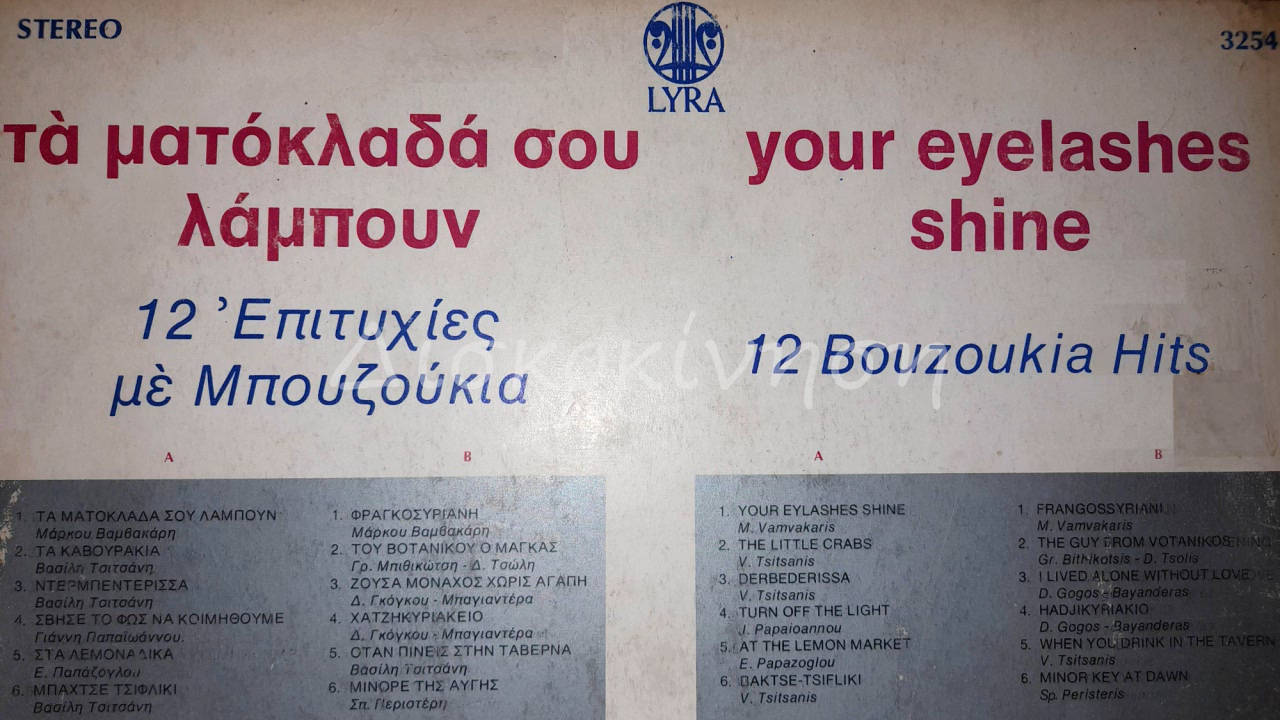 STEREO
LYRA
3254
τὰ ματόκλαδά σου
λάμπουν
12 Ἐπιτυχίες
μὲ Μπουζούκια
your eyelashes
shine
12 Bouzoukia Hits
Διακακίνηση
A
B
1. ΤΑ ΜΑΤΟΚΛΑΔΑ ΣΟΥ ΛΑΜΠΟΥΝ
Μάρκου Βαμβακάρη
2. ΤΑ ΚΑΒΟΥΡΑΚΙΑ
Βασίλη Τσιτσάνη
3. ΝΤΕΡΜΠΕΝΤΕΡΙΣΣΑ
Βασίλη Τσιτσάνη
4. ΣΒΗΣΕ ΤΟ ΦΩΣ ΝΑ ΚΟΙΜΗΘΟΥΜΕ
Γιάννη Παπαϊωάννου.
5. ΣΤΑ ΛΕΜΟΝΑΔΙΚΑ
Ε. Παπάζογλου
6. ΜΠΑΧΤΣΕ ΤΣΙΦΛΙΚΙ
Βασίλη Τσιτσάνη
1. ΦΡΑΓΚΟΣΥΡΙΑΝΗ
Μάρκου Βαμβακάρη
2. ΤΟΥ ΒΟΤΑΝΙΚΟΥ Ο ΜΑΓΚΑΣ
Γρ. Μπιθικώτση - Δ. Τσώλη
3. ΖΟΥΣΑ ΜΟΝΑΧΟΣ ΧΩΡΙΣ ΑΓΑΠΗ
Δ. Γκόγκου - Μπαγιαντέρα
4. ΧΑΤΖΗΚΥΡΙΑΚΕΙΟ
Δ. Γκόγκου - Μπαγιαντέρα
5. ΟΤΑΝ ΠΙΝΕΙΣ ΣΤΗΝ ΤΑΒΕΡΝΑ
Βασίλη Τσιτσάνη
6. ΜΙΝΟΡΕ ΤΗΣ ΑΥΓΗΣ
Σπ. Περιστέρη
A
B
1. YOUR EYLASHES SHINE
M. Vamvakaris
2. THE LITTLE CRABS
V. Tsitsanis
3. DERBEDERISSA
V. Tsitsanis
4. TURN OFF THE LIGHT
J. Papaioannou
5. AT THE LEMON MARKET
E. Papazoglou
6. BAKTSE-TSIFLIKI
V. Tsitsanis
1. FRANGOSSYRIANI
M. Vamvakaris
2. THE GUY FROM VOTANIKOS
Gr. Bithikotsis - D. Tsolis
3. I LIVED ALONE WITHOUT LOVE
D. Gogos - Bayanderas
4. HADJIKYRIAKIO
D. Gogos - Bayanderas
5. WHEN YOU DRINK IN THE TAVERN
V. Tsitsanis
6. MINOR KEY AT DAWN
Sp. Peristeris